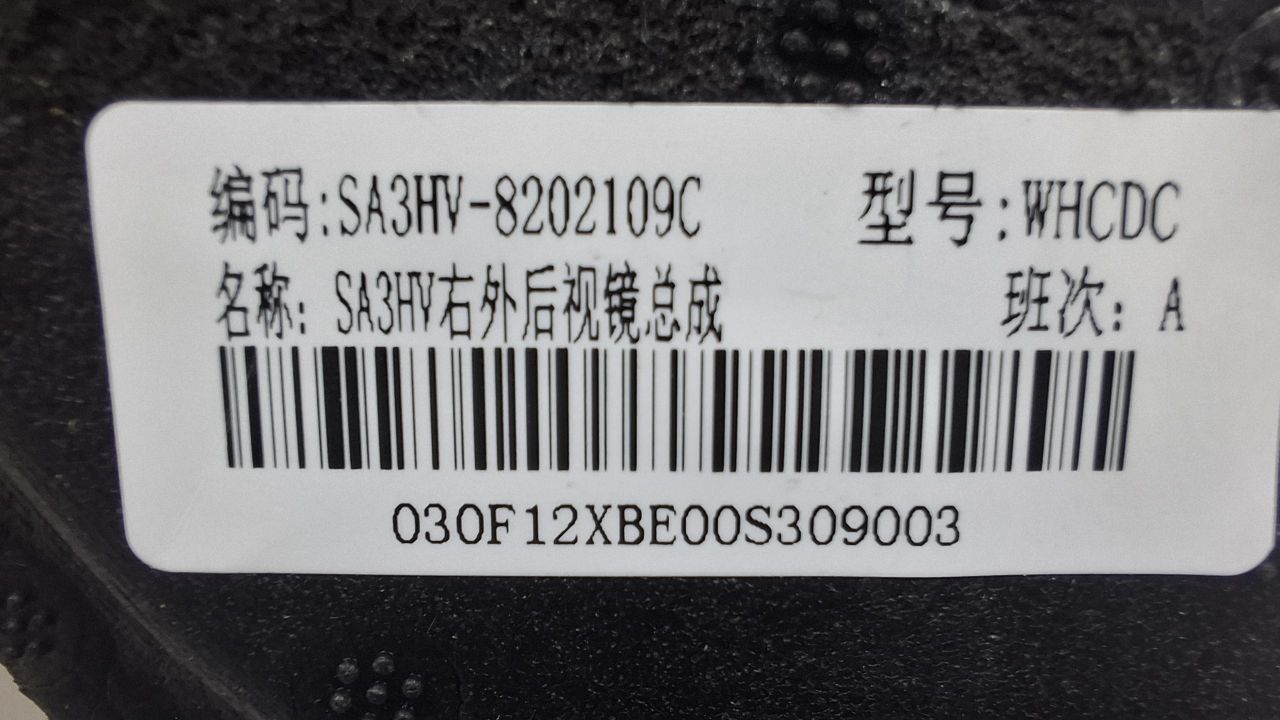 编码:SA3HV-8202109C 型号:WHCDC
名称: SA3HV右外后视镜总成 班次: A
030F12XBE00S309003